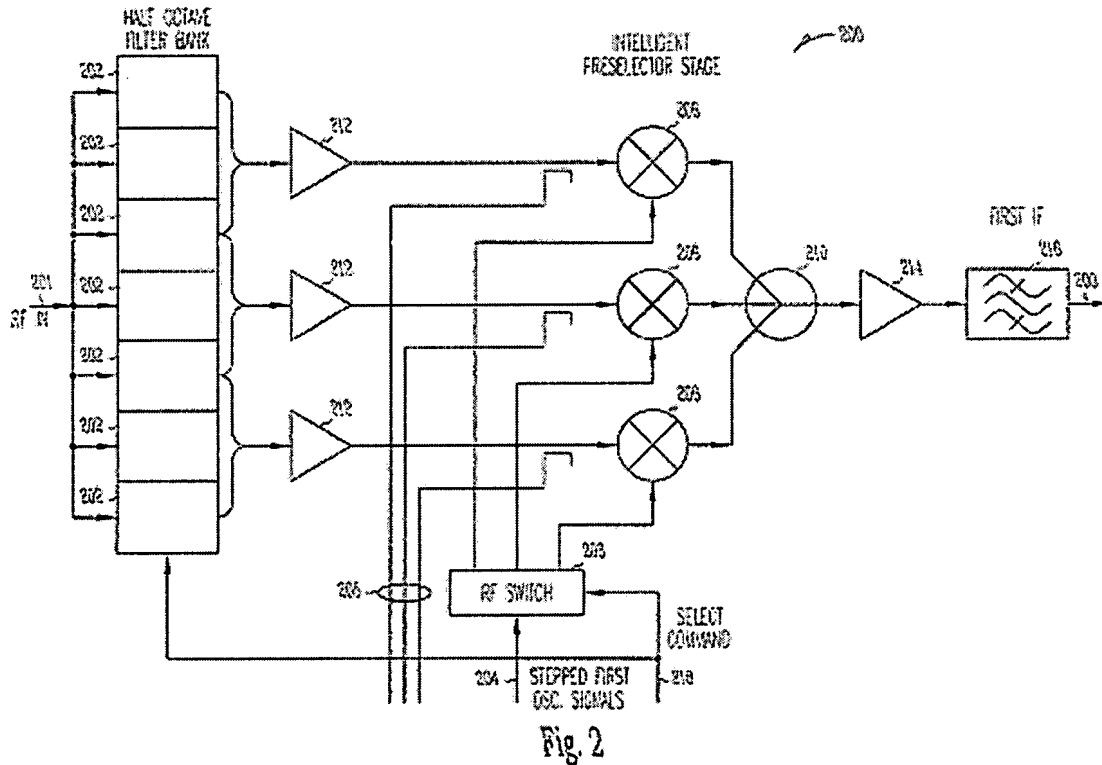 HALF OCTAVE
FILTER BANK
INTELLIGENT
PRESELECTOR STAGE
200
202
202
202
202
202
202
202
201
RF IN
212
212
212
206
206
206
210
214
FIRST IF
216
203
205
RF SWITCH
SELECT
COMMAND
204
STEPPED FIRST
OSC. SIGNALS
218
Fig. 2